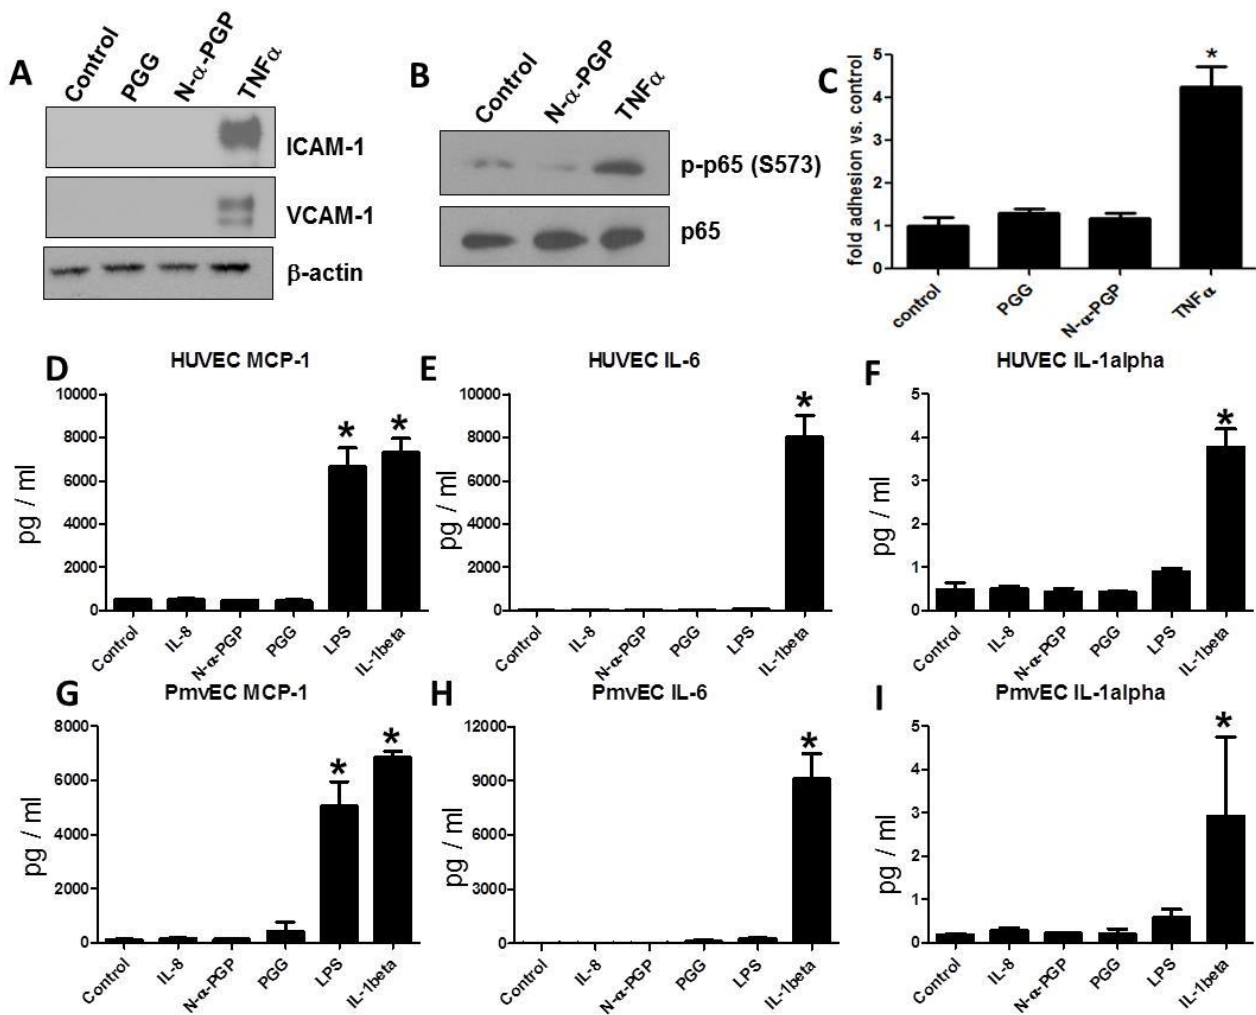 A
Control
PGG
N-α-PGP
TNFα
ICAM-1
VCAM-1
β-actin
B
Control
N-α-PGP
TNFα
p-p65 (S573)
p65
C
fold adhesion vs. control
5
4
3
2
1
0
*
control
PGG
N-α-PGP
TNFα
D
HUVEC MCP-1
pg / ml
10000
8000
6000
4000
2000
0
* *
Control
IL-8
N-α-PGP
PGG
LPS
IL-1beta
E
HUVEC IL-6
pg / ml
10000
8000
6000
4000
2000
0
*
Control
IL-8
N-α-PGP
PGG
LPS
IL-1beta
F
HUVEC IL-1alpha
pg / ml
5
4
3
2
1
0
*
Control
IL-8
N-α-PGP
PGG
LPS
IL-1beta
G
PmvEC MCP-1
pg / ml
8000
6000
4000
2000
0
* *
Control
IL-8
N-α-PGP
PGG
LPS
IL-1beta
H
PmvEC IL-6
pg / ml
12000
9000
6000
3000
0
*
Control
IL-8
N-α-PGP
PGG
LPS
IL-1beta
I
PmvEC IL-1alpha
pg / ml
5
4
3
2
1
0
*
Control
IL-8
N-α-PGP
PGG
LPS
IL-1beta